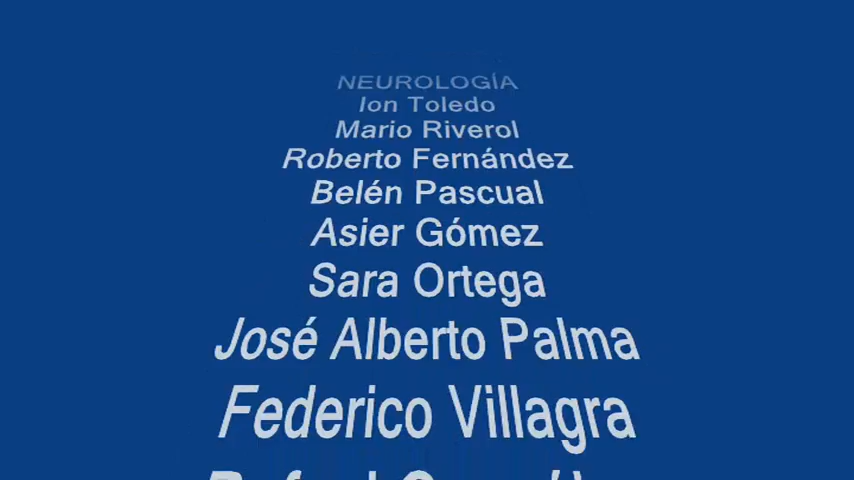 NEUROLOGÍA
Ion Toledo
Mario Riverol
Roberto Fernández
Belén Pascual
Asier Gómez
Sara Ortega
José Alberto Palma
Federico Villagra